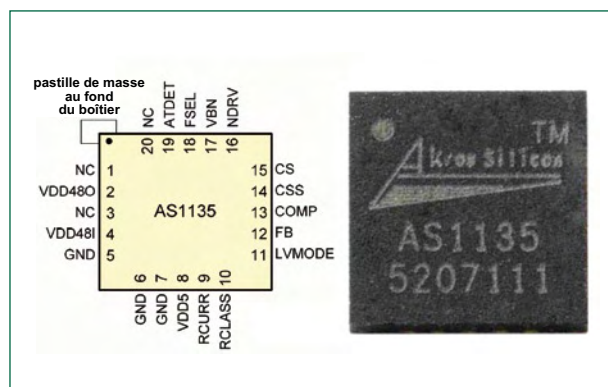 pastille de masse
au fond
du boîtier
20 NC
19 ATDET
18 FSEL
17 VBN
16 NDRV
NC 1
VDD48O 2
NC 3
VDD48I 4
GND 5
AS1135
15 CS
14 CSS
13 COMP
12 FB
11 LVMODE
GND 6
GND 7
VDD5 8
RCURR 9
RCLASS 10
TM
Akros Silicon
AS1135
5207111